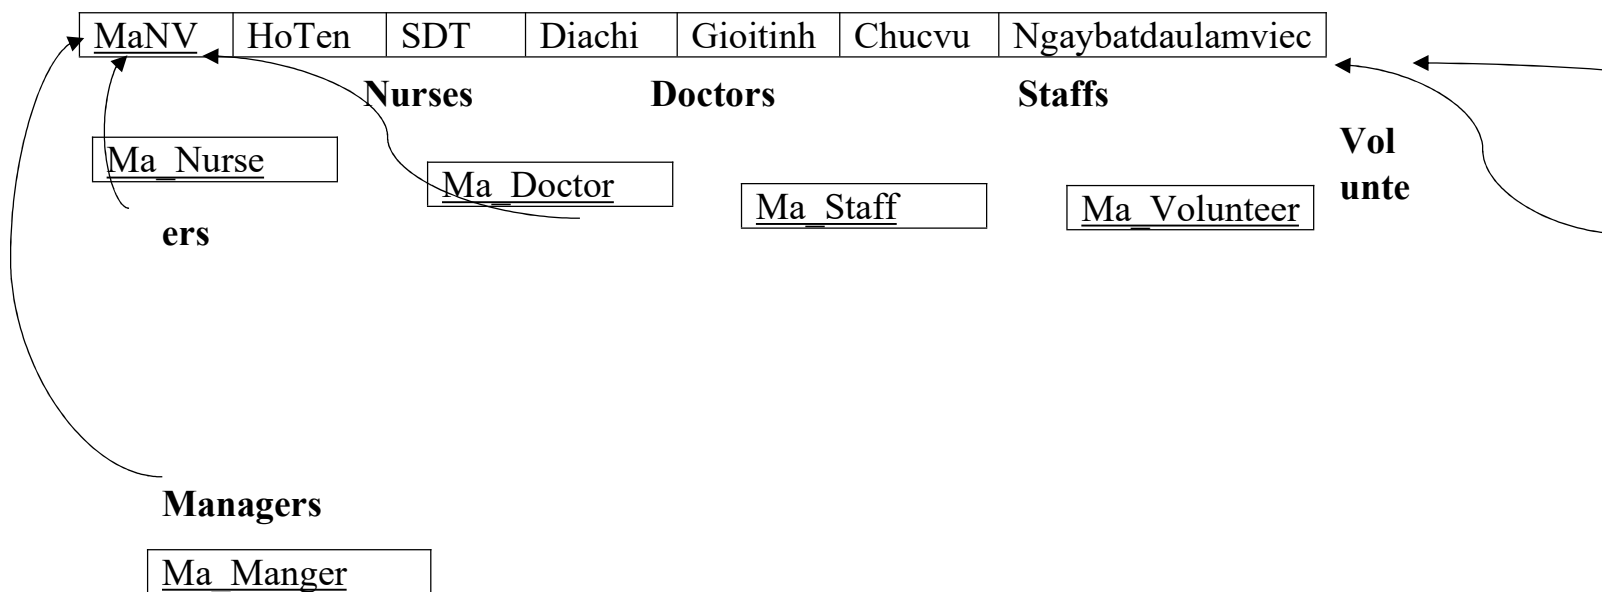 MaNV HoTen SDT Diachi Gioitinh Chucvu Ngaybatdaulamviec
Nurses Doctors Staffs
Vol
unte
Ma_Nurse Ma_Doctor Ma_Staff Ma_Volunteer
ers
Managers
Ma_Manger